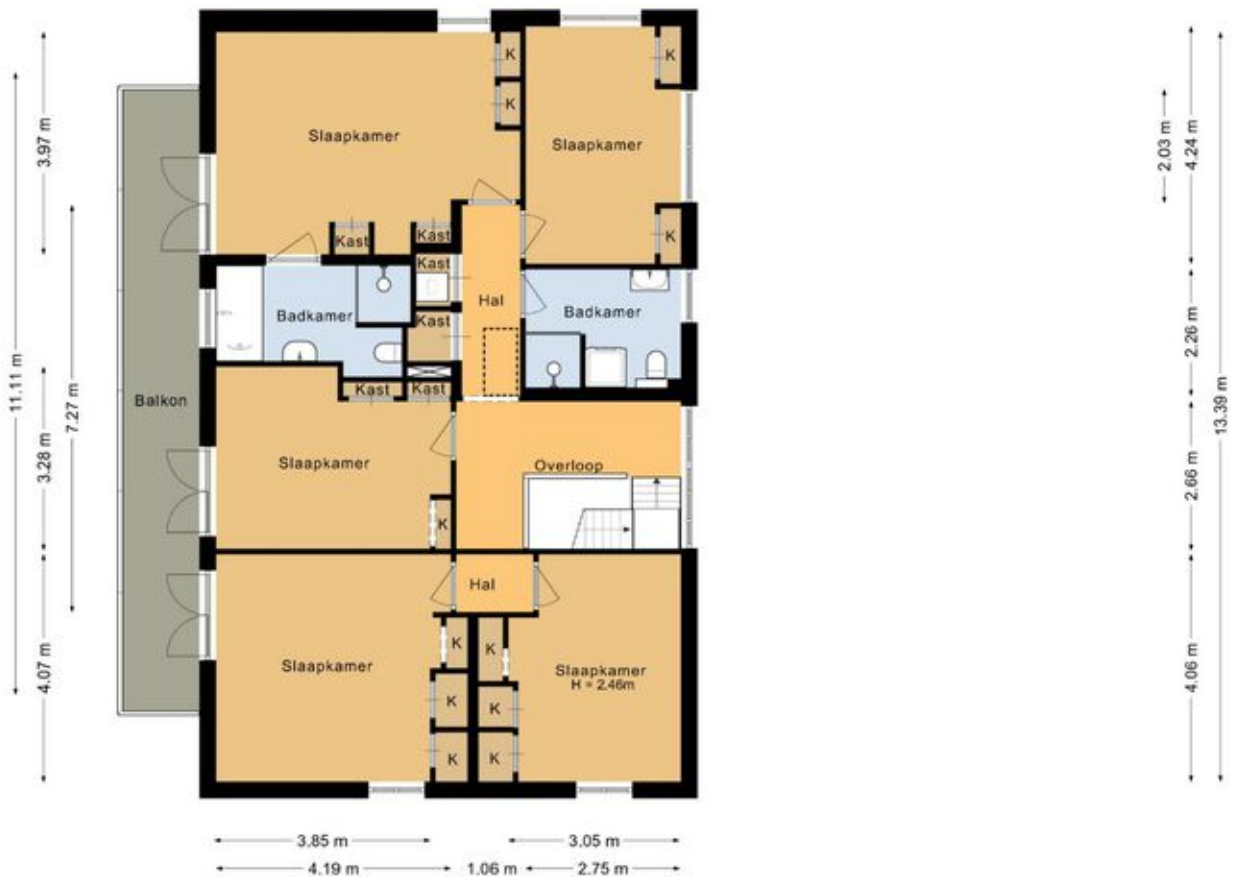 K
K
K
Slaapkamer
Slaapkamer
2.03 m
4.24 m
3.97 m
11.11 m
K
Kast
Kast
Kast
Hal
Badkamer
Badkamer
Kast
2.26 m
Kast
Kast
Balkon
7.27 m
13.39 m
3.28 m
Slaapkamer
Overloop
2.66 m
K
Hal
4.07 m
Slaapkamer
K
K
Slaapkamer
H = 2.46m
4.06 m
K
K
K
K
3.85 m
3.05 m
4.19 m
1.06 m
2.75 m